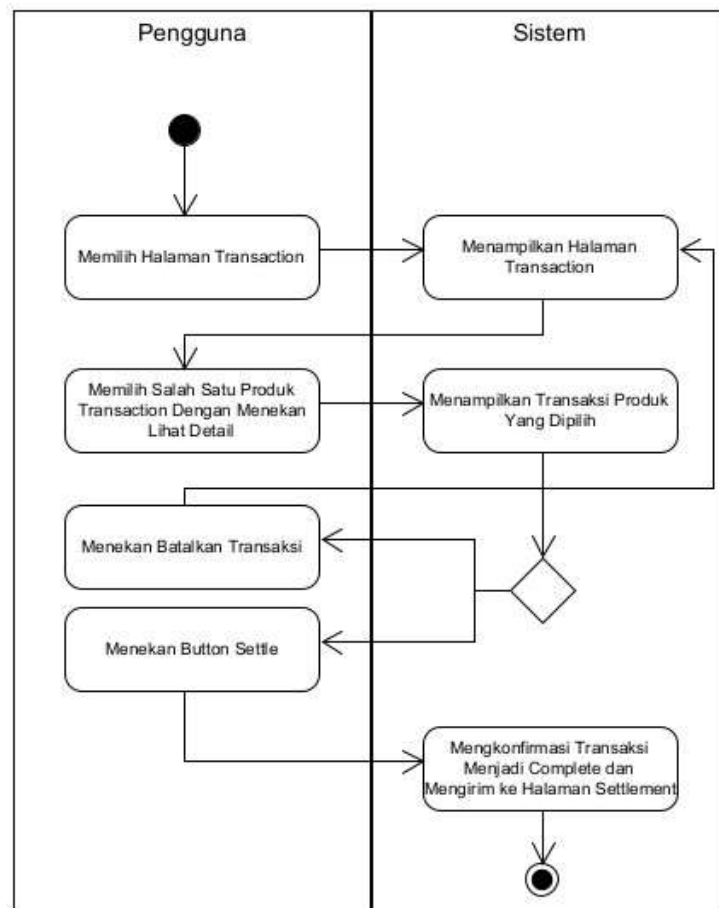 Pengguna
Sistem
Memilih Halaman Transaction
Menampilkan Halaman
Transaction
Memilih Salah Satu Produk
Transaction Dengan Menekan
Lihat Detail
Menampilkan Transaksi Produk
Yang Dipilih
Menekan Batalkan Transaksi
Menekan Button Settle
Mengkonfirmasi Transaksi
Menjadi Complete dan
Mengirim ke Halaman Settlement